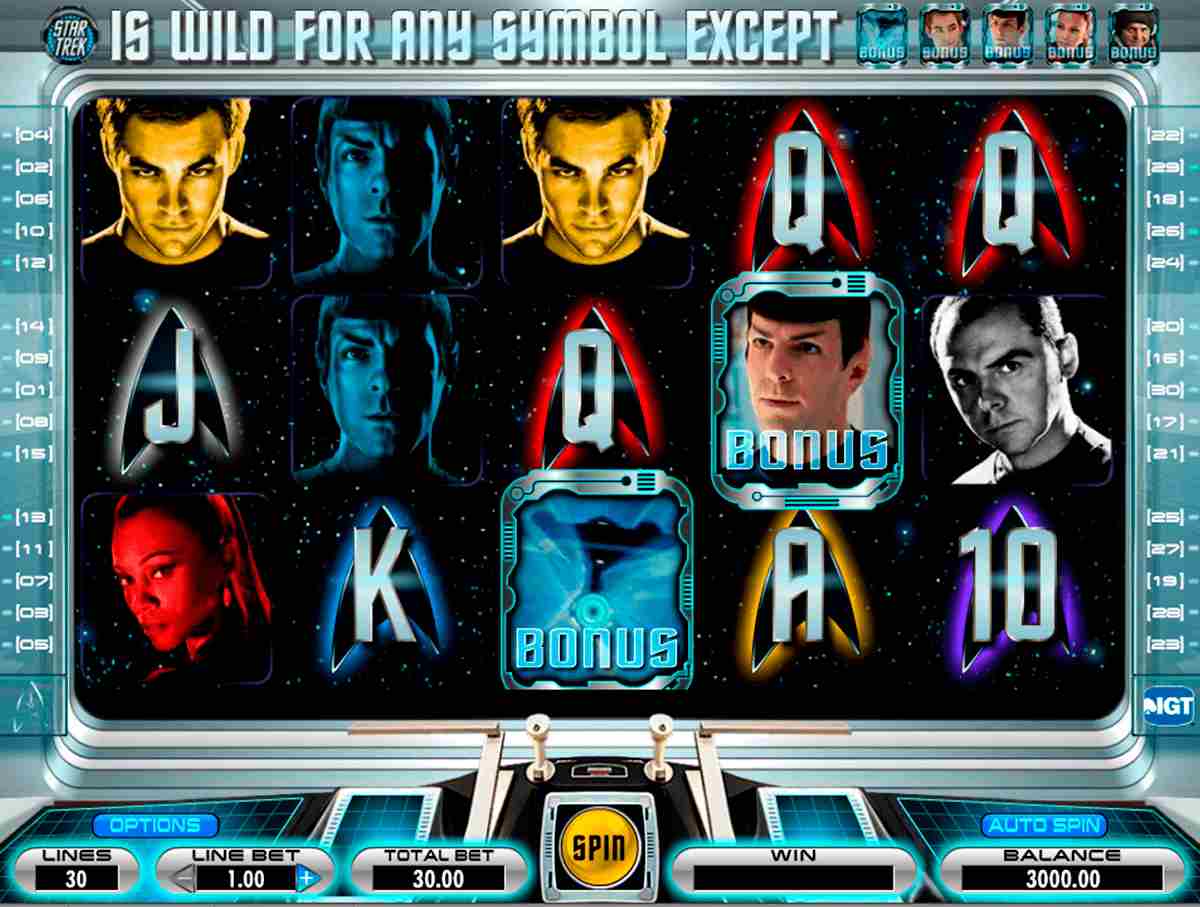 STAR TREK IS WILD FOR ANY SYMBOL EXCEPT BONUS BONUS BONUS BONUS BONUS
[04] [22]
[02] [29]
[06] [18]
[10] Q Q [26]
[12] [24]
[14] [20]
[09] [16]
[01] J Q [30]
[08] [17]
[15] BONUS [21]
[13] [25]
[11] [27]
[07] K A 10 [19]
[03] [28]
[05] BONUS [23]
IGT
OPTIONS AUTO SPIN
LINES LINE BET TOTAL BET SPIN WIN BALANCE
30 - 1.00 + 30.00 3000.00